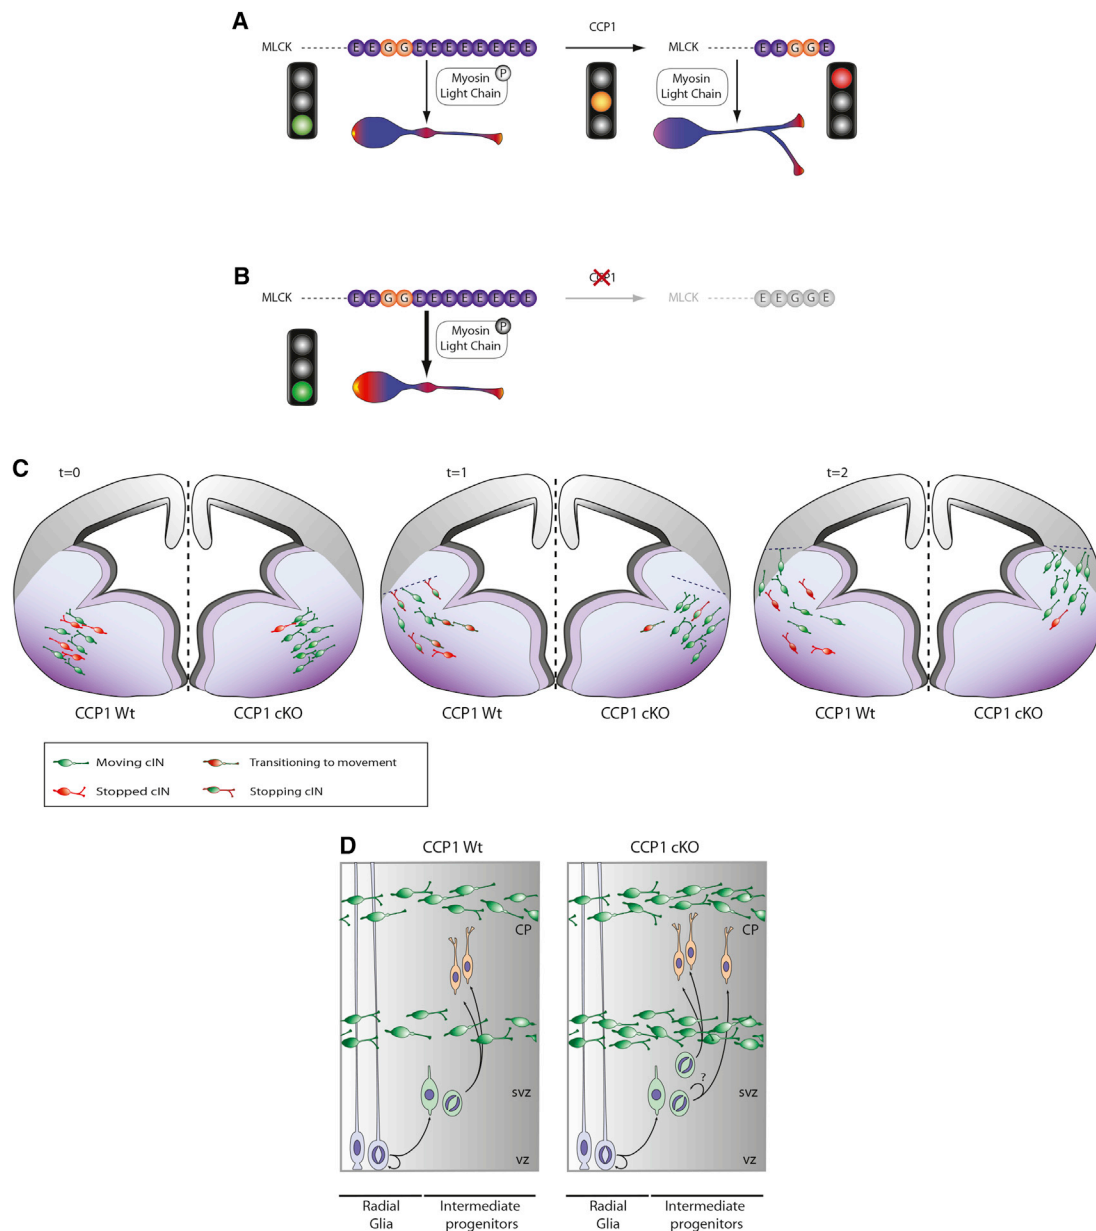 A
MLCK E E G G E E E E E E E E CCP1 MLCK E E G G E
P
Myosin
Light Chain
Myosin
Light Chain
B
MLCK E E G G E E E E E E E E CCP1 MLCK E E G G E
P
Myosin
Light Chain
C
t=0 t=1 t=2
CCP1 Wt CCP1 cKO CCP1 Wt CCP1 cKO CCP1 Wt CCP1 cKO
Moving cIN Transitioning to movement
Stopped cIN Stopping cIN
D
CCP1 Wt CCP1 cKO
CP CP
?
SVZ SVZ
VZ VZ
Radial Intermediate Radial Intermediate
Glia progenitors Glia progenitors